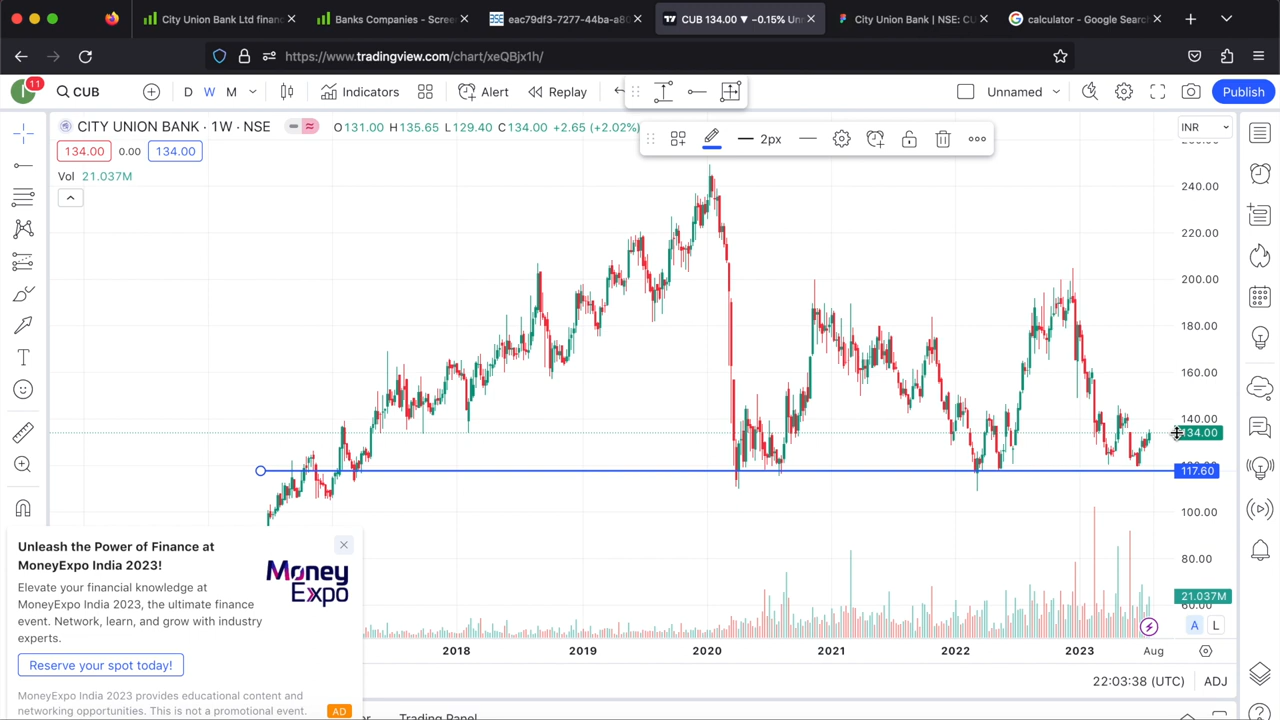 City Union Bank Ltd financ
Banks Companies - Scree
eac79df3-7277-44ba-a80
CUB 134.00 ▼ −0.15% Un
City Union Bank | NSE: CU
calculator - Google Searc
https://www.tradingview.com/chart/xeQBjx1h/
11
CUB
D W M
Indicators
Alert
Replay
Unnamed
Publish
CITY UNION BANK · 1W · NSE
O131.00 H135.65 L129.40 C134.00 +2.65 (+2.02%)
2px
INR
134.00 0.00 134.00
Vol 21.037M
240.00
220.00
200.00
180.00
160.00
140.00
134.00
117.60
100.00
80.00
21.037M
60.00
A L
Unleash the Power of Finance at
MoneyExpo India 2023!
Elevate your financial knowledge at
MoneyExpo India 2023, the ultimate finance
event. Network, learn, and grow with industry
experts.
Money
Expo
Reserve your spot today!
MoneyExpo India 2023 provides educational content and
networking opportunities. This is not a promotional event.
AD
2018 2019 2020 2021 2022 2023 Aug
22:03:38 (UTC) ADJ
Trading Panel